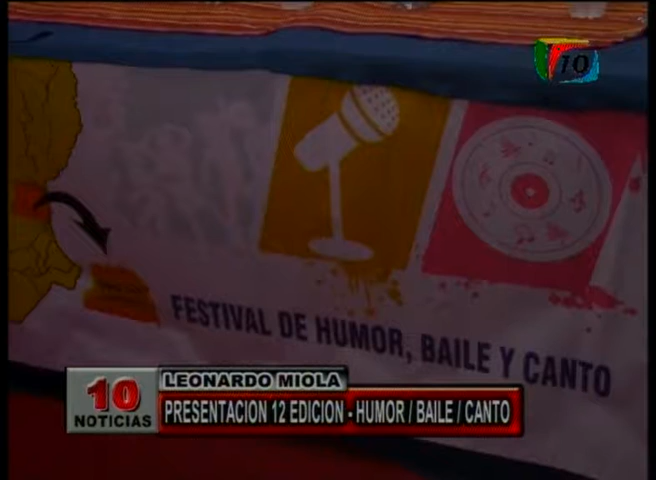 10
FESTIVAL DE HUMOR, BAILE Y CANTO
10
NOTICIAS
LEONARDO MIOLA
PRESENTACION 12 EDICION - HUMOR / BAILE / CANTO